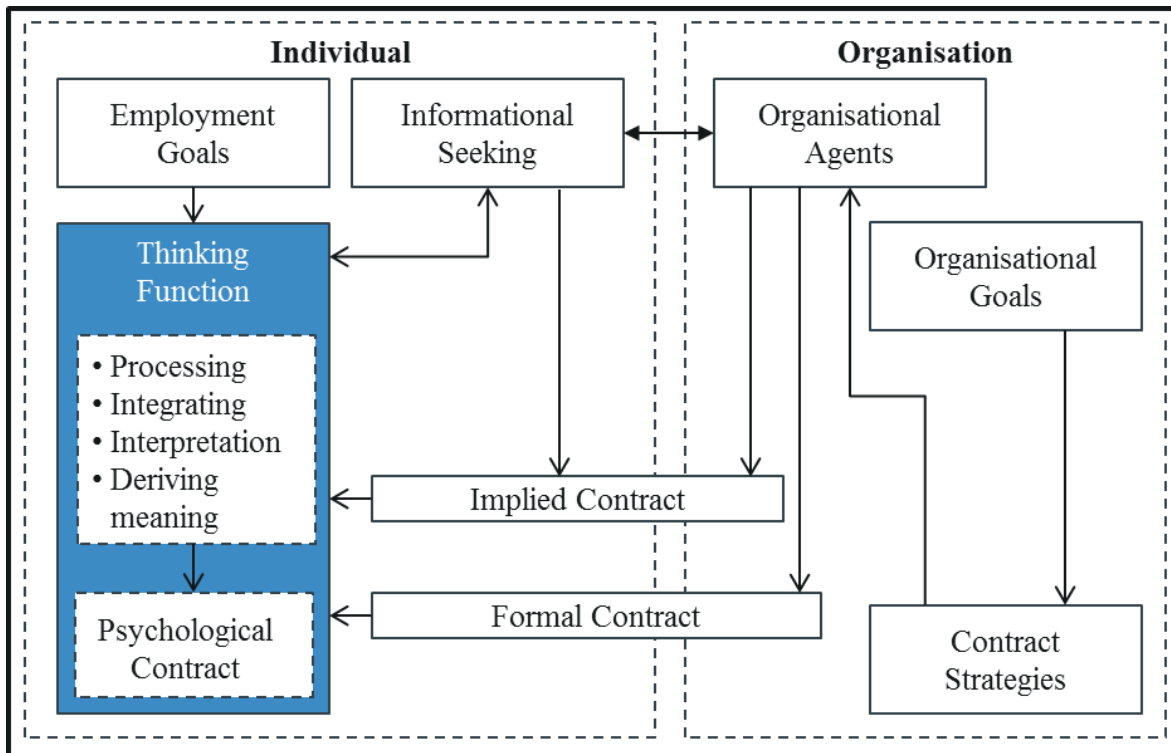 Individual
Employment
Goals
Informational
Seeking
Thinking
Function
• Processing
• Integrating
• Interpretation
• Deriving
meaning
Psychological
Contract
Implied Contract
Formal Contract
Organisation
Organisational
Agents
Organisational
Goals
Contract
Strategies